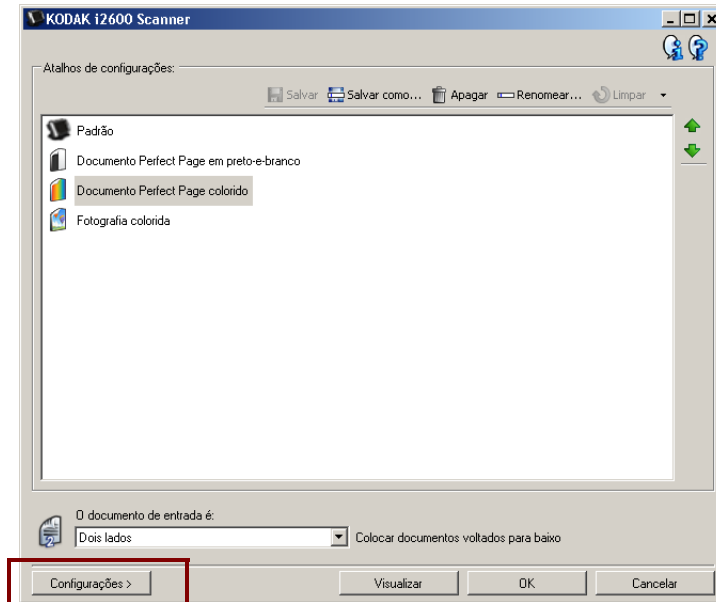 KODAK i2600 Scanner
Atalhos de configurações:
Salvar Salvar como... Apagar Renomear... Limpar
Padrão
Documento Perfect Page em preto-e-branco
Documento Perfect Page colorido
Fotografia colorida
O documento de entrada é:
2 Dois lados Colocar documentos voltados para baixo
Configurações > Visualizar OK Cancelar